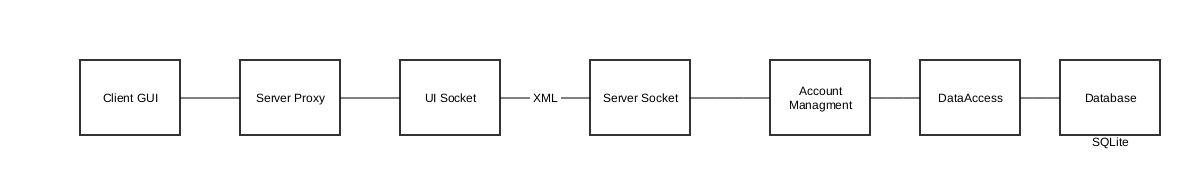 Client GUI
Server Proxy
UI Socket
XML
Server Socket
Account
Managment
DataAccess
Database
SQLite